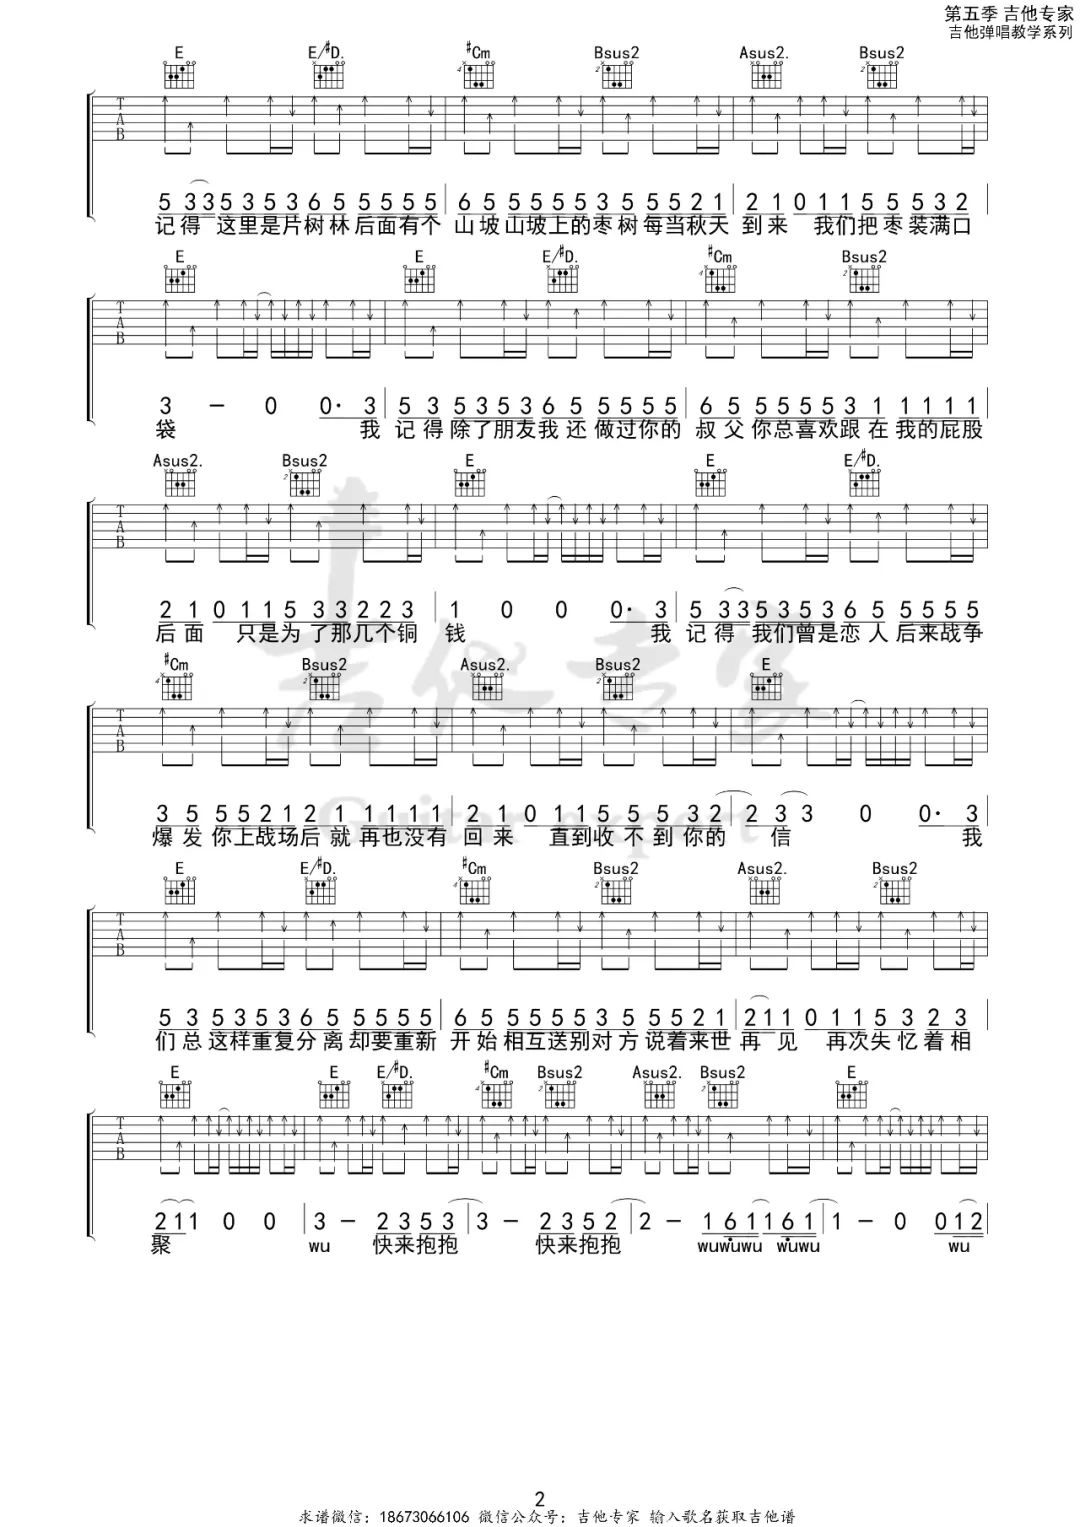 第五季 吉他专家
吉他弹唱教学系列
E E/#D. #Cm Bsus2 Asus2. Bsus2
T
A
B
5 3 3 5 3 5 3 6 5 5 5 5 5 6 5 5 5 5 5 3 5 5 5 2 1 2 1 0 1 1 5 5 5 3 2
记得 这里是片树林后面有个 山坡山坡上的枣树每当秋天 到来 我们把枣装满口
E E E/#D. #Cm Bsus2
T
A
B
3 - 0 0· 3 5 3 5 3 5 3 6 5 5 5 5 5 6 5 5 5 5 5 3 1 1 1 1 1
袋 我 记得除了朋友我还做过你的 叔父你总喜欢跟在我的屁股
Asus2. Bsus2 E E E/#D.
T
A
B
2 1 0 1 1 5 3 3 2 2 3 1 0 0 0· 3 5 3 3 5 3 5 3 6 5 5 5 5 5
后面 只是为了那几个铜 钱 我 记得 我们曾是恋人后来战争
#Cm Bsus2 Asus2. Bsus2 E
T
A
B
3 5 5 5 2 1 2 1 1 1 1 1 2 1 0 1 5 5 5 5 3 2 2 3 3 0 0· 3
爆发你上战场后就再也没有 回来 直到收不到你的 信 我
E E/#D. #Cm Bsus2 Asus2. Bsus2
T
A
B
5 3 5 3 5 3 6 5 5 5 5 5 6 5 5 5 5 5 3 5 5 5 2 1 2 1 1 0 1 1 5 3 2 3
们总这样重复分离却要重新 开始相互送别对方说着来世 再见 再次失忆着相
E E E/#D. #Cm Bsus2 Asus2. Bsus2 E
T
A
B
2 1 1 0 0 3 - 2 3 5 3 3 - 2 3 5 2 2 - 1 6 1 1 6 1 1 - 0 0 1 2
聚 wu 快来抱抱 快来抱抱 wuwuwu wuwu wu
吉他专家
Guitar expert
2
求谱微信：18673066106 微信公众号：吉他专家 输入歌名获取吉他谱